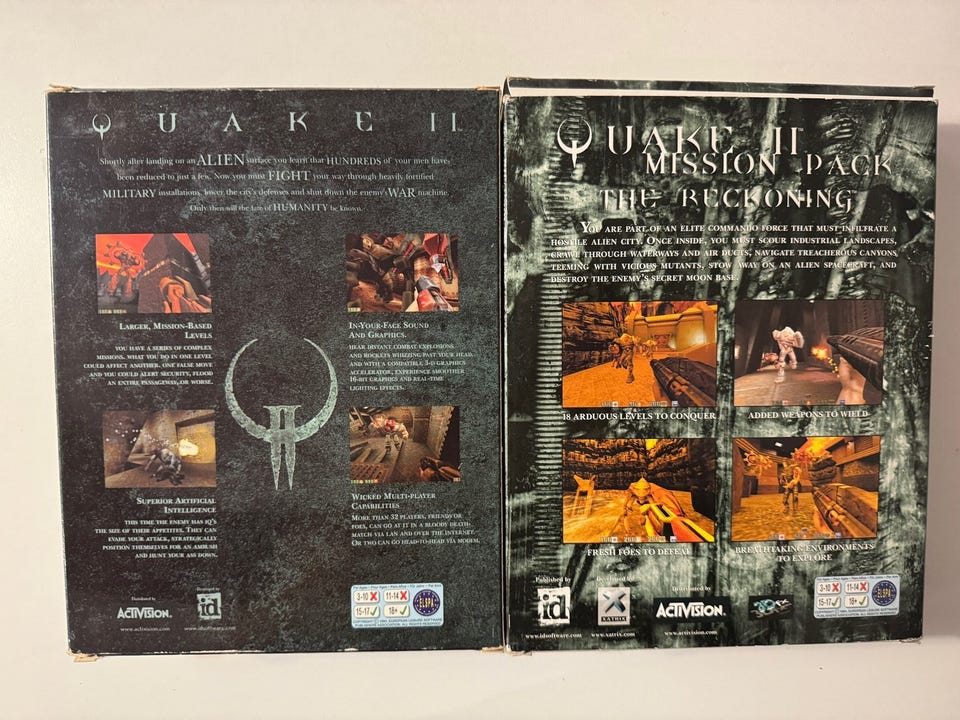 QUAKE II
Shortly after landing on an ALIEN surface you learn that HUNDREDS of your men have
been reduced to just a few. Now you must FIGHT your way through heavily fortified
MILITARY installations, lower the city's defenses and shut down the enemy's WAR machine.
Only then will the fate of HUMANITY be known.
LARGER, MISSION-BASED
LEVELS
YOU HAVE A SERIES OF COMPLEX
MISSIONS. WHAT YOU DO IN ONE LEVEL
COULD AFFECT ANOTHER. ONE FALSE MOVE
AND YOU COULD ALERT SECURITY, FLOOD
AN ENTIRE PASSAGEWAY, OR WORSE.
IN-YOUR-FACE SOUND
AND GRAPHICS.
HEAR DISTANT COMBAT EXPLOSIONS
AND ROCKETS WHIZZING PAST YOUR HEAD.
AND WITH A COMPATIBLE 3-D GRAPHICS
ACCELERATOR, EXPERIENCE SMOOTHER
16-BIT GRAPHICS AND REAL-TIME
LIGHTING EFFECTS.
SUPERIOR ARTIFICIAL
INTELLIGENCE
THIS TIME THE ENEMY HAS IQ'S
THE SIZE OF THEIR APPETITES. THEY CAN
EVADE YOUR ATTACK, STRATEGICALLY
POSITION THEMSELVES FOR AN AMBUSH
AND HUNT YOUR ASS DOWN.
WICKED MULTI-PLAYER
CAPABILITIES
MORE THAN 32 PLAYERS, FRIENDS OR
FOES, CAN GO AT IT IN A BLOODY DEATH-
MATCH VIA LAN AND OVER THE INTERNET.
OR TWO CAN GO HEAD-TO-HEAD VIA MODEM.
Distributed by
ACTIVISION.
www.activision.com
Developed by
id
www.idsoftware.com
3-10 11-14
15-17 18+
ELSPA
QUAKE II
MISSION PACK
THE RECKONING
YOU ARE PART OF AN ELITE COMMANDO FORCE THAT MUST INFILTRATE A
HOSTILE ALIEN CITY. ONCE INSIDE, YOU MUST SCOUR INDUSTRIAL LANDSCAPES,
CRAWL THROUGH WATERWAYS AND AIR DUCTS, NAVIGATE TREACHEROUS CANYONS
TEEMING WITH VICIOUS MUTANTS, STOW AWAY ON AN ALIEN SPACECRAFT, AND
DESTROY THE ENEMY'S SECRET MOON BASE.
18 ARDUOUS LEVELS TO CONQUER
ADDED WEAPONS TO WIELD
FRESH FOES TO DEFEAT
BREATHTAKING ENVIRONMENTS
TO EXPLORE
Published by
id
www.idsoftware.com
Developed by
XATRIX
www.xatrix.com
Distributed by
ACTIVISION.
www.activision.com
3-10 11-14
15-17 18+
ELSPA